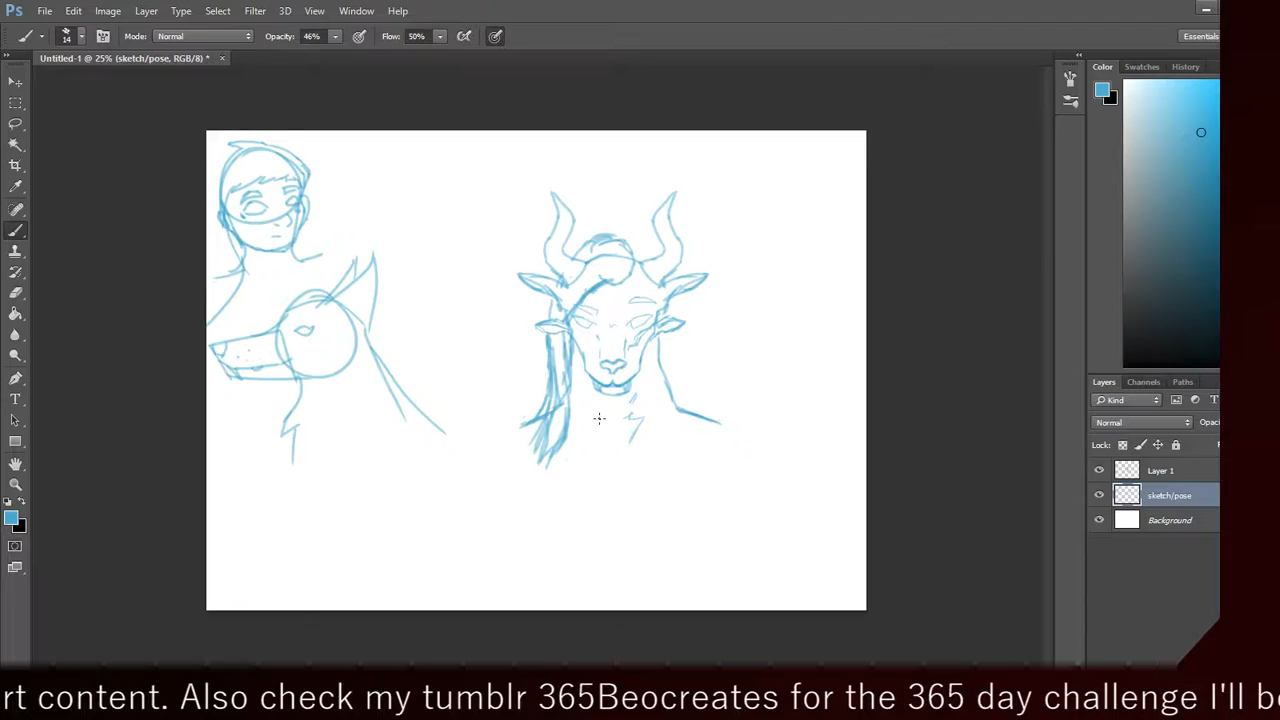 Ps File Edit Image Layer Type Select Filter 3D View Window Help
14 Mode: Normal Opacity: 46% Flow: 50% Essentials
Untitled-1 @ 25% (sketch/pose, RGB/8) * x
Color Swatches History
Layers Channels Paths
Kind
Normal Opac
Lock:
Layer 1
sketch/pose
Background
rt content. Also check my tumblr 365Beocreates for the 365 day challenge I'll be